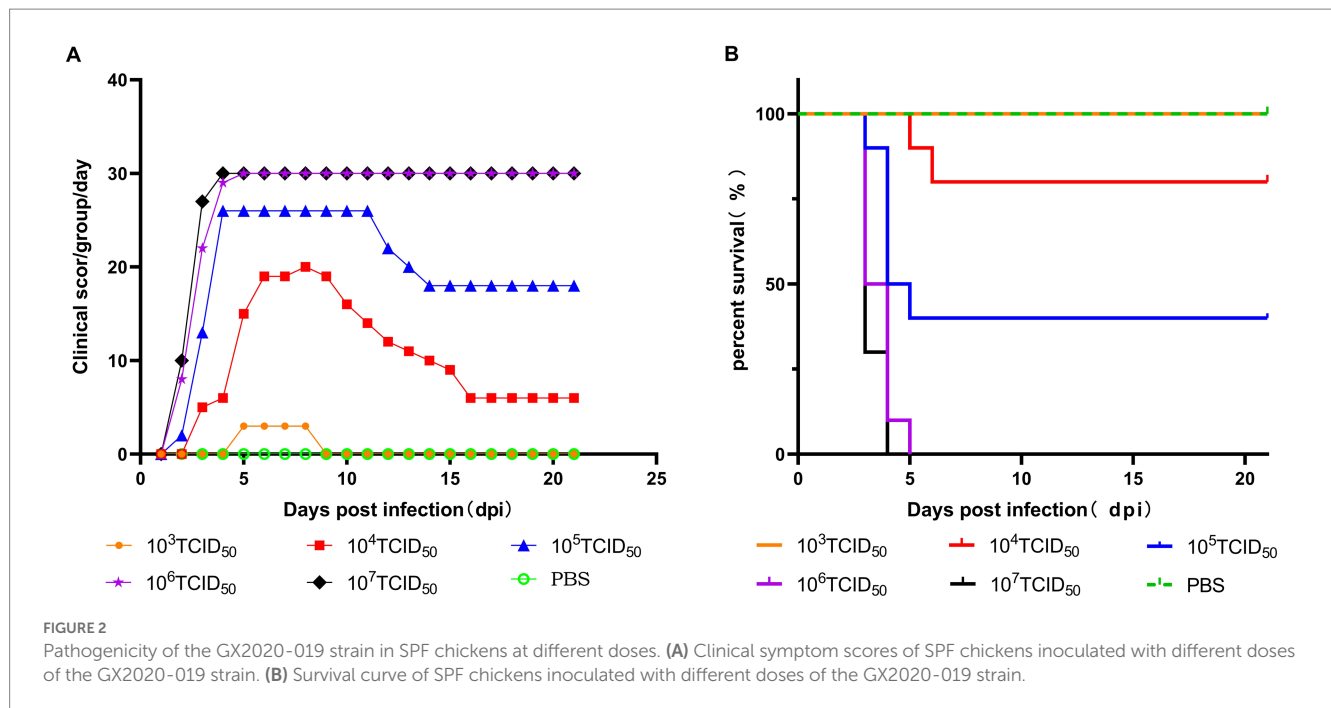 A
40
30
20
10
0
Clinical scor/group/day
0 5 10 15 20 25
Days post infection（dpi）
10³TCID₅₀ 10⁴TCID₅₀ 10⁵TCID₅₀
10⁶TCID₅₀ 10⁷TCID₅₀ PBS
B
100
50
0
percent survival（ %）
0 5 10 15 20
Days post infection（ dpi）
10³TCID₅₀ 10⁴TCID₅₀ 10⁵TCID₅₀
10⁶TCID₅₀ 10⁷TCID₅₀ PBS
FIGURE 2
Pathogenicity of the GX2020-019 strain in SPF chickens at different doses. (A) Clinical symptom scores of SPF chickens inoculated with different doses
of the GX2020-019 strain. (B) Survival curve of SPF chickens inoculated with different doses of the GX2020-019 strain.